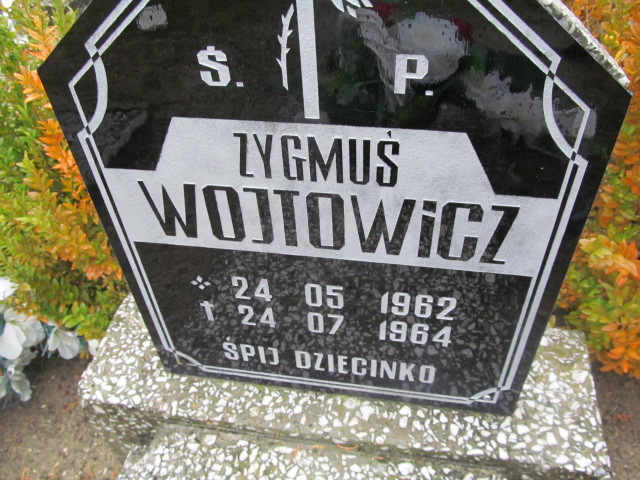 Ś. P.
ZYGMUŚ
WOJTOWiCZ
24 05 1962
† 24 07 1964
ŚPIJ DZIECINKO